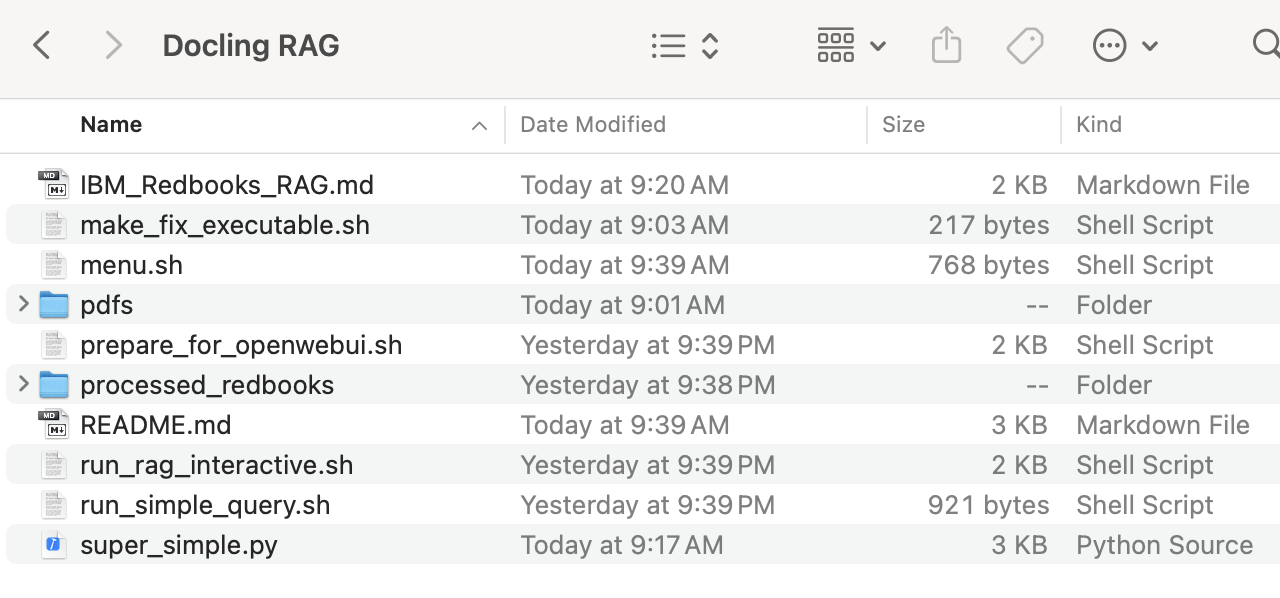 Docling RAG
Name Date Modified Size Kind
IBM_Redbooks_RAG.md Today at 9:20 AM 2 KB Markdown File
make_fix_executable.sh Today at 9:03 AM 217 bytes Shell Script
menu.sh Today at 9:39 AM 768 bytes Shell Script
pdfs Today at 9:01 AM -- Folder
prepare_for_openwebui.sh Yesterday at 9:39 PM 2 KB Shell Script
processed_redbooks Yesterday at 9:38 PM -- Folder
README.md Today at 9:39 AM 3 KB Markdown File
run_rag_interactive.sh Yesterday at 9:39 PM 2 KB Shell Script
run_simple_query.sh Yesterday at 9:39 PM 921 bytes Shell Script
super_simple.py Today at 9:17 AM 3 KB Python Source